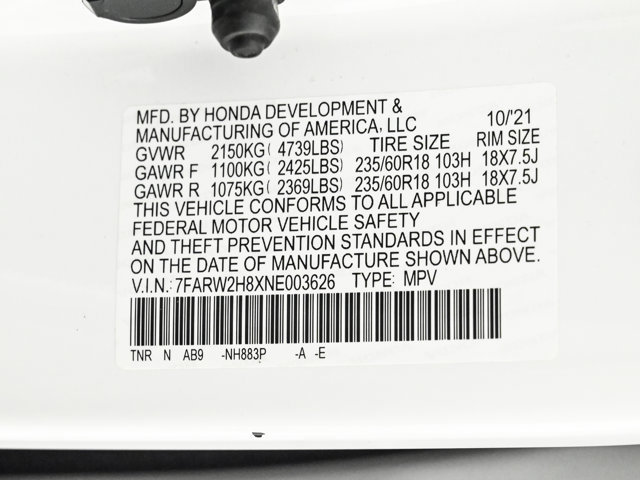 MFD. BY HONDA DEVELOPMENT &
MANUFACTURING OF AMERICA, LLC 10/'21
GVWR 2150KG( 4739LBS) TIRE SIZE RIM SIZE
GAWR F 1100KG( 2425LBS) 235/60R18 103H 18X7.5J
GAWR R 1075KG( 2369LBS) 235/60R18 103H 18X7.5J
THIS VEHICLE CONFORMS TO ALL APPLICABLE
FEDERAL MOTOR VEHICLE SAFETY
AND THEFT PREVENTION STANDARDS IN EFFECT
ON THE DATE OF MANUFACTURE SHOWN ABOVE.
V.I.N.:7FARW2H8XNE003626 TYPE: MPV
TNR N AB9 -NH883P -A -E